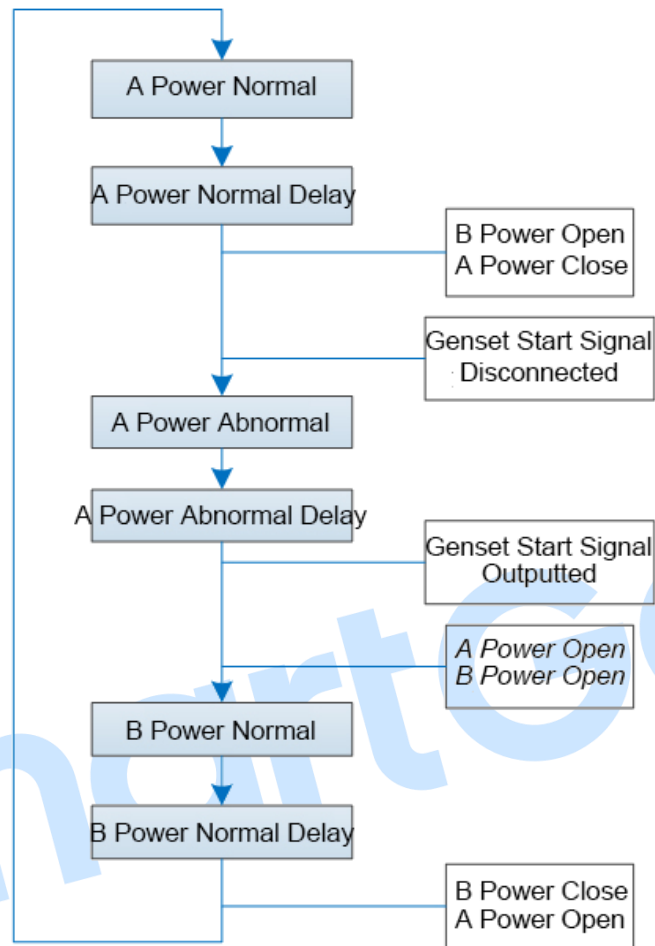 A Power Normal
A Power Normal Delay
B Power Open
A Power Close
Genset Start Signal
Disconnected
A Power Abnormal
A Power Abnormal Delay
Genset Start Signal
Outputted
A Power Open
B Power Open
B Power Normal
B Power Normal Delay
B Power Close
A Power Open